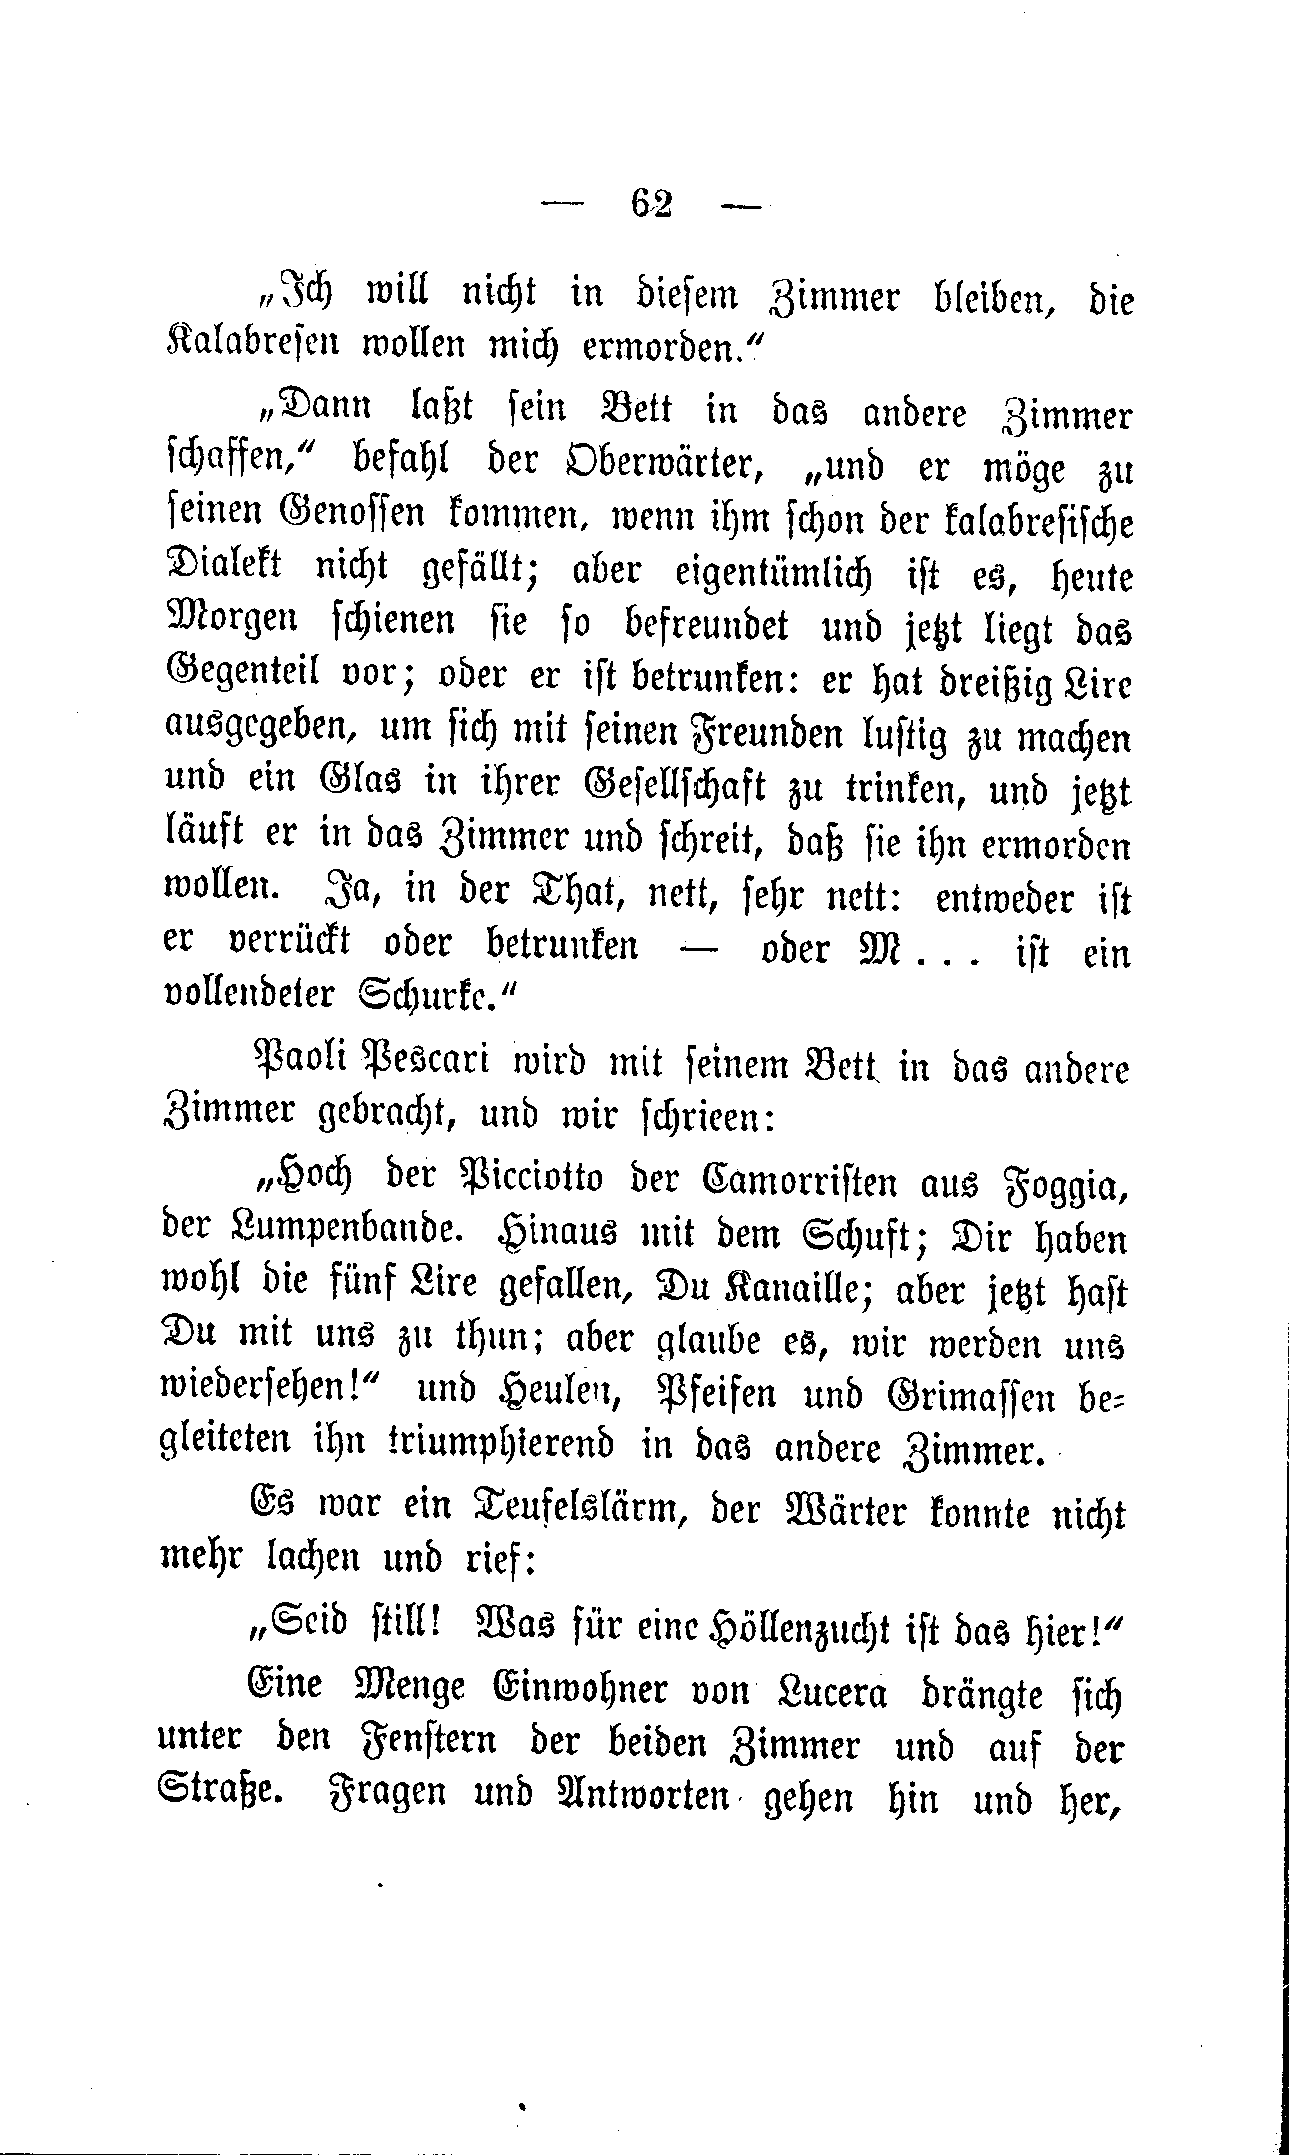 — 62 —
„Ich will nicht in diesem Zimmer bleiben, die
Kalabresen wollen mich ermorden.“
„Dann laßt sein Bett in das andere Zimmer
schaffen,“ befahl der Oberwärter, „und er möge zu
seinen Genossen kommen, wenn ihm schon der kalabresische
Dialekt nicht gefällt; aber eigentümlich ist es, heute
Morgen schienen sie so befreundet und jetzt liegt das
Gegenteil vor; oder er ist betrunken: er hat dreißig Lire
ausgegeben, um sich mit seinen Freunden lustig zu machen
und ein Glas in ihrer Gesellschaft zu trinken, und jetzt
läuft er in das Zimmer und schreit, daß sie ihn ermorden
wollen. Ja, in der That, nett, sehr nett: entweder ist
er verrückt oder betrunken — oder M . . . ist ein
vollendeter Schurke.“
Paoli Pescari wird mit seinem Bett in das andere
Zimmer gebracht, und wir schrieen:
„Hoch der Picciotto der Camorristen aus Foggia,
der Lumpenbande. Hinaus mit dem Schuft; Dir haben
wohl die fünf Lire gefallen, Du Kanaille; aber jetzt hast
Du mit uns zu thun; aber glaube es, wir werden uns
wiedersehen!“ und Heulen, Pfeifen und Grimassen be-
gleiteten ihn triumphierend in das andere Zimmer.
Es war ein Teufelslärm, der Wärter konnte nicht
mehr lachen und rief:
„Seid still! Was für eine Höllenzucht ist das hier!“
Eine Menge Einwohner von Lucera drängte sich
unter den Fenstern der beiden Zimmer und auf der
Straße. Fragen und Antworten gehen hin und her,